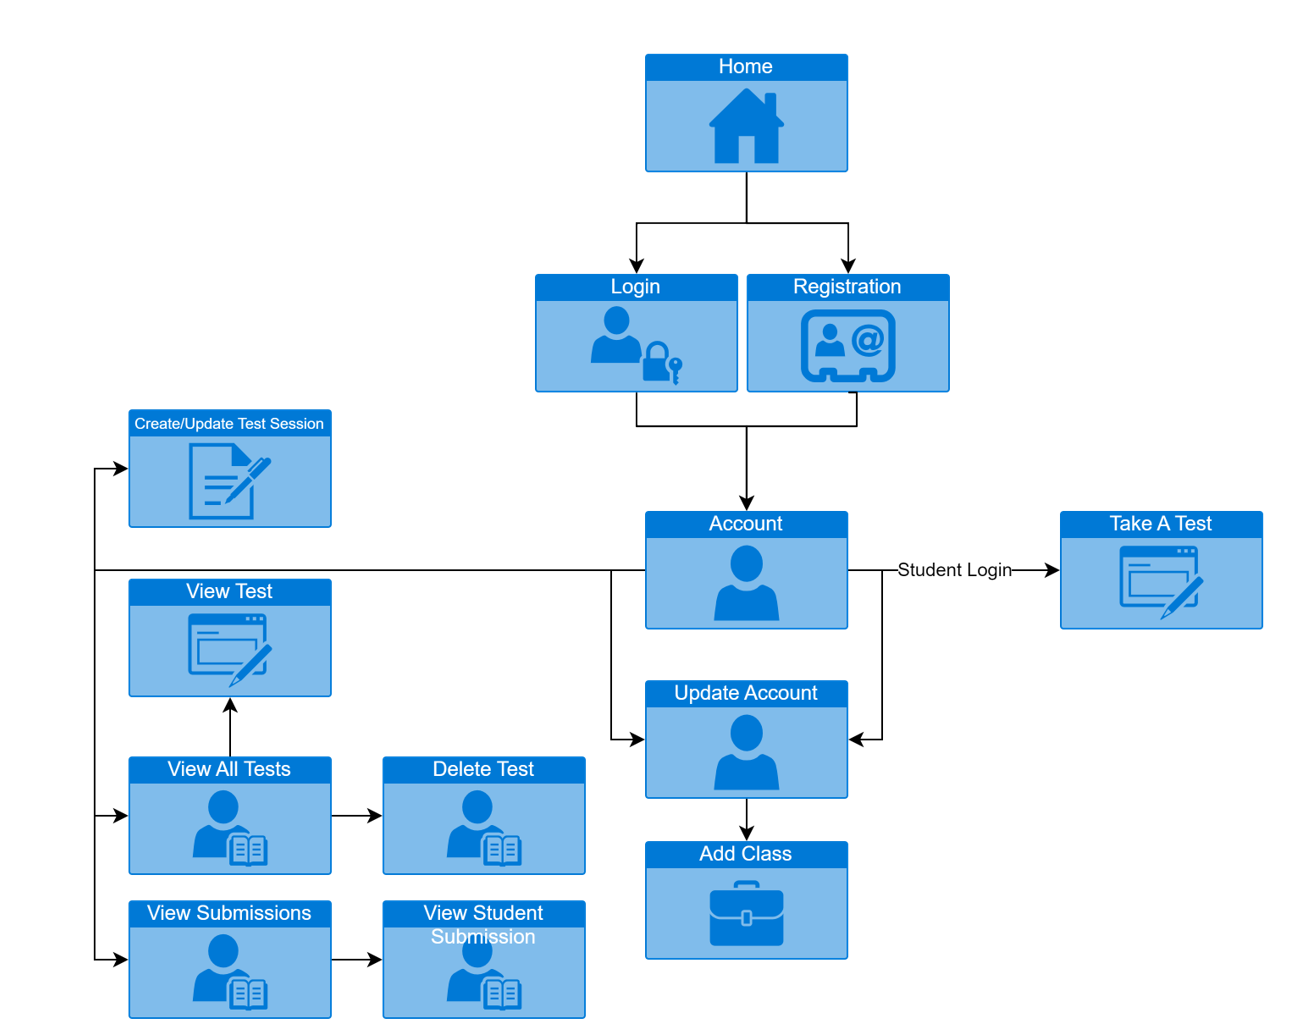 Home
Login
Registration
@
Create/Update Test Session
Account
Take A Test
Student Login
View Test
Update Account
View All Tests
Delete Test
Add Class
View Submissions
View Student
Submission